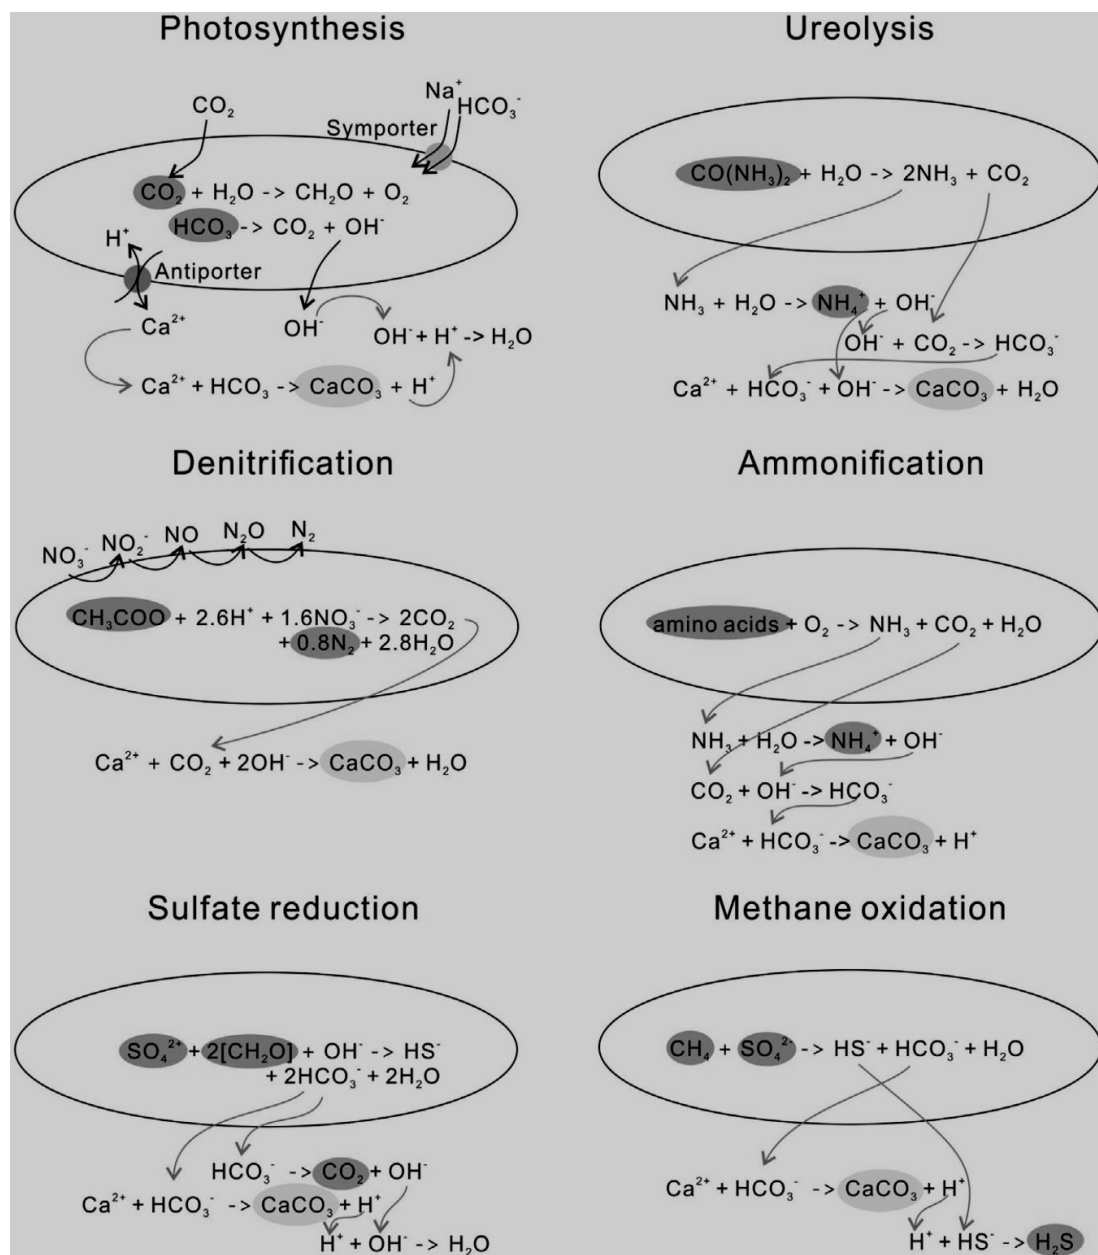 Photosynthesis
CO₂
Na⁺
HCO₃⁻
Symporter
CO₂ + H₂O -> CH₂O + O₂
HCO₃ -> CO₂ + OH⁻
H⁺
Antiporter
Ca²⁺
OH⁻
OH⁻ + H⁺ -> H₂O
Ca²⁺ + HCO₃ -> CaCO₃ + H⁺
Ureolysis
CO(NH₃)₂ + H₂O -> 2NH₃ + CO₂
NH₃ + H₂O -> NH₄⁺ + OH⁻
OH⁻ + CO₂ -> HCO₃⁻
Ca²⁺ + HCO₃⁻ + OH⁻ -> CaCO₃ + H₂O
Denitrification
NO₃⁻ NO₂⁻ NO N₂O N₂
CH₃COO + 2.6H⁺ + 1.6NO₃⁻ -> 2CO₂
+ 0.8N₂ + 2.8H₂O
Ca²⁺ + CO₂ + 2OH⁻ -> CaCO₃ + H₂O
Ammonification
amino acids + O₂ -> NH₃ + CO₂ + H₂O
NH₃ + H₂O -> NH₄⁺ + OH⁻
CO₂ + OH⁻ -> HCO₃⁻
Ca²⁺ + HCO₃⁻ -> CaCO₃ + H⁺
Sulfate reduction
SO₄²⁺ + 2[CH₂O] + OH⁻ -> HS⁻
+ 2HCO₃⁻ + 2H₂O
HCO₃⁻ -> CO₂ + OH⁻
Ca²⁺ + HCO₃⁻ -> CaCO₃ + H⁺
H⁺ + OH⁻ -> H₂O
Methane oxidation
CH₄ + SO₄²⁻ -> HS⁻ + HCO₃⁻ + H₂O
Ca²⁺ + HCO₃⁻ -> CaCO₃ + H⁺
H⁺ + HS⁻ -> H₂S